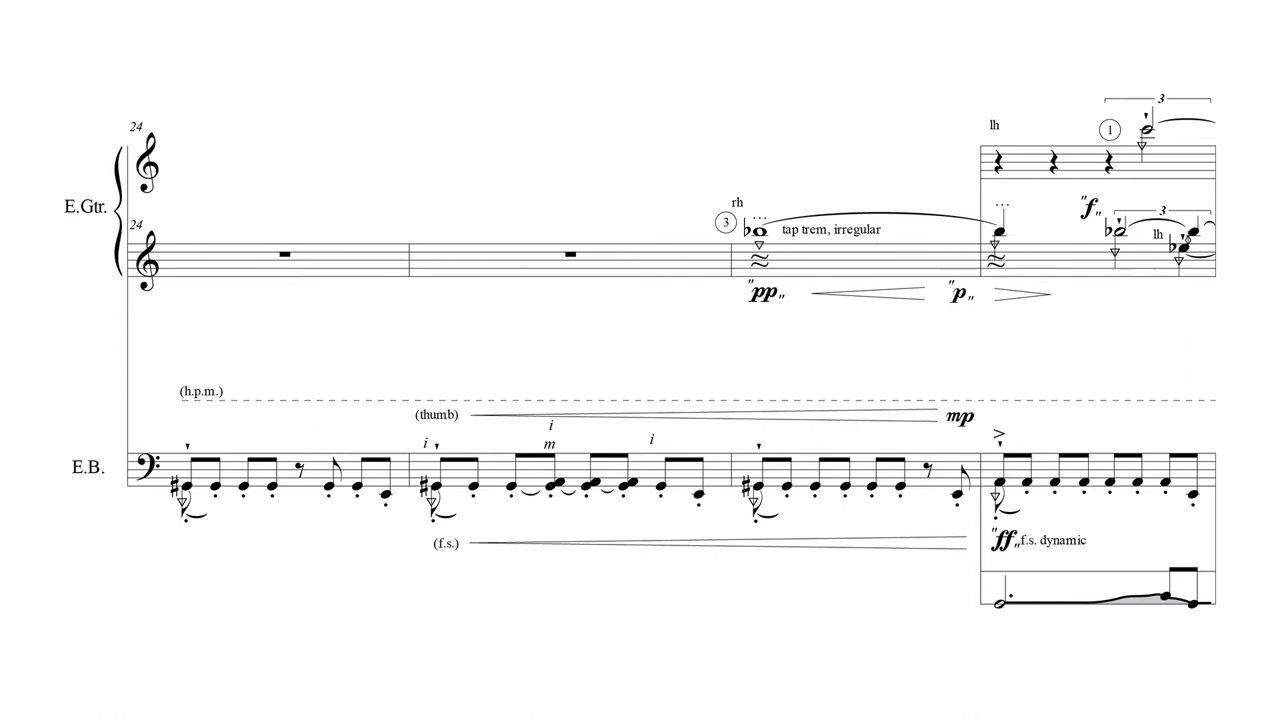 3
24
lh
1
E.Gtr.
24
rh
3
...
tap trem, irregular
...
"f"
3
lh
"pp"
"p"
(h.p.m.)
(thumb)
mp
i
i
m
i
E.B.
(f.s.)
"ff" f.s. dynamic